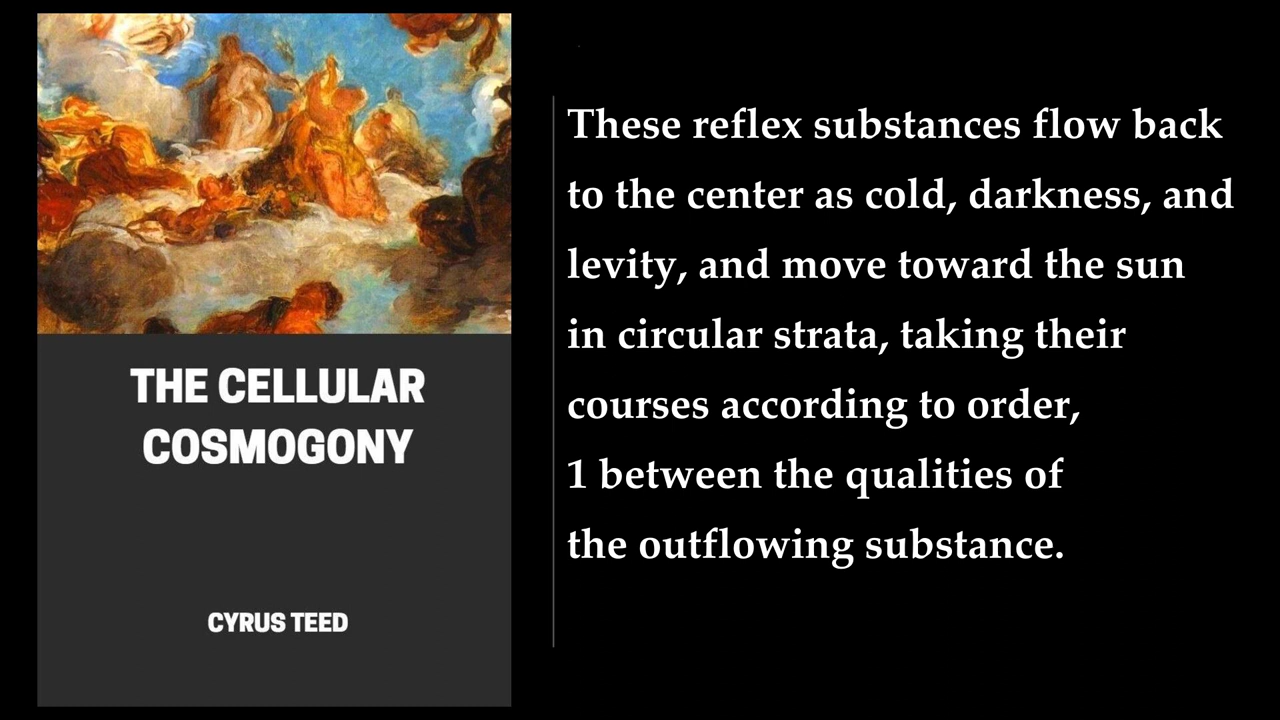 THE CELLULAR
COSMOGONY
CYRUS TEED
These reflex substances flow back
to the center as cold, darkness, and
levity, and move toward the sun
in circular strata, taking their
courses according to order,
1 between the qualities of
the outflowing substance.